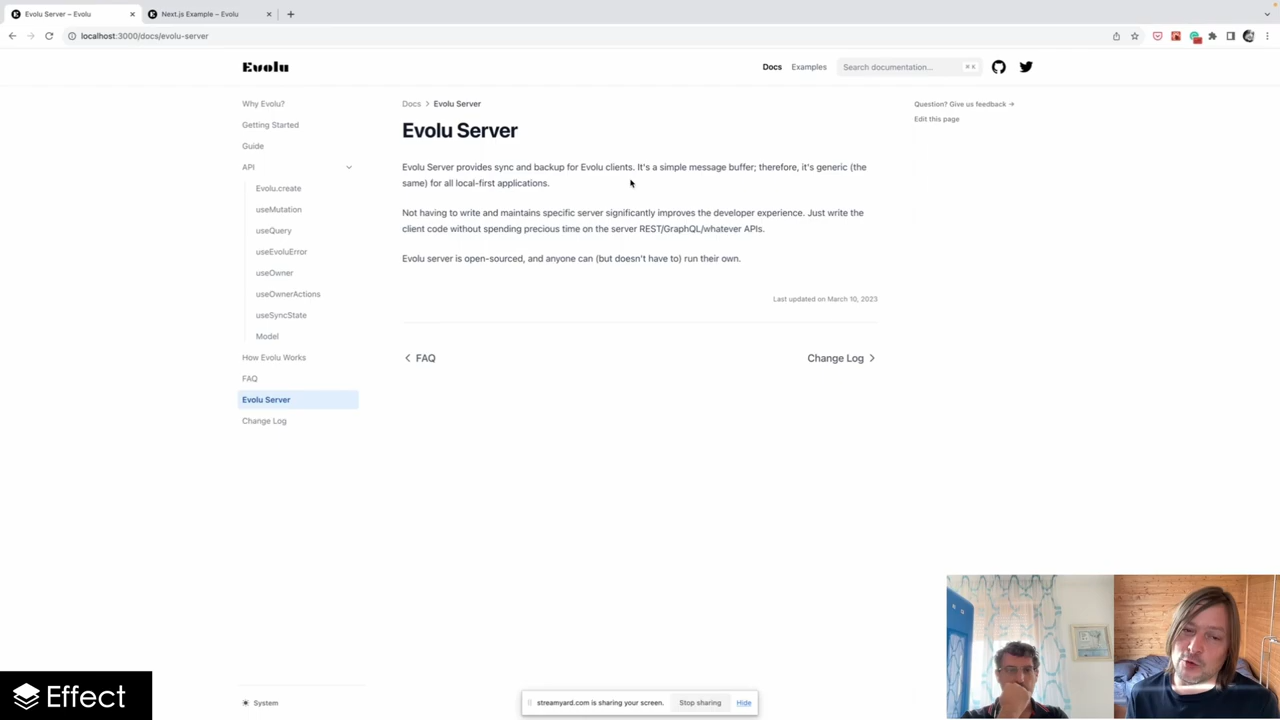 Evolu Server – Evolu
Next.js Example – Evolu
localhost:3000/docs/evolu-server
Evolu
Docs
Examples
Search documentation...
⌘ K
Why Evolu?
Getting Started
Guide
API
Evolu.create
useMutation
useQuery
useEvoluError
useOwner
useOwnerActions
useSyncState
Model
How Evolu Works
FAQ
Evolu Server
Change Log
System
Docs > Evolu Server
Evolu Server
Evolu Server provides sync and backup for Evolu clients. It's a simple message buffer; therefore, it's generic (the
same) for all local-first applications.
Not having to write and maintains specific server significantly improves the developer experience. Just write the
client code without spending precious time on the server REST/GraphQL/whatever APIs.
Evolu server is open-sourced, and anyone can (but doesn't have to) run their own.
Last updated on March 10, 2023
FAQ
Change Log
Question? Give us feedback →
Edit this page
Effect
streamyard.com is sharing your screen.
Stop sharing
Hide